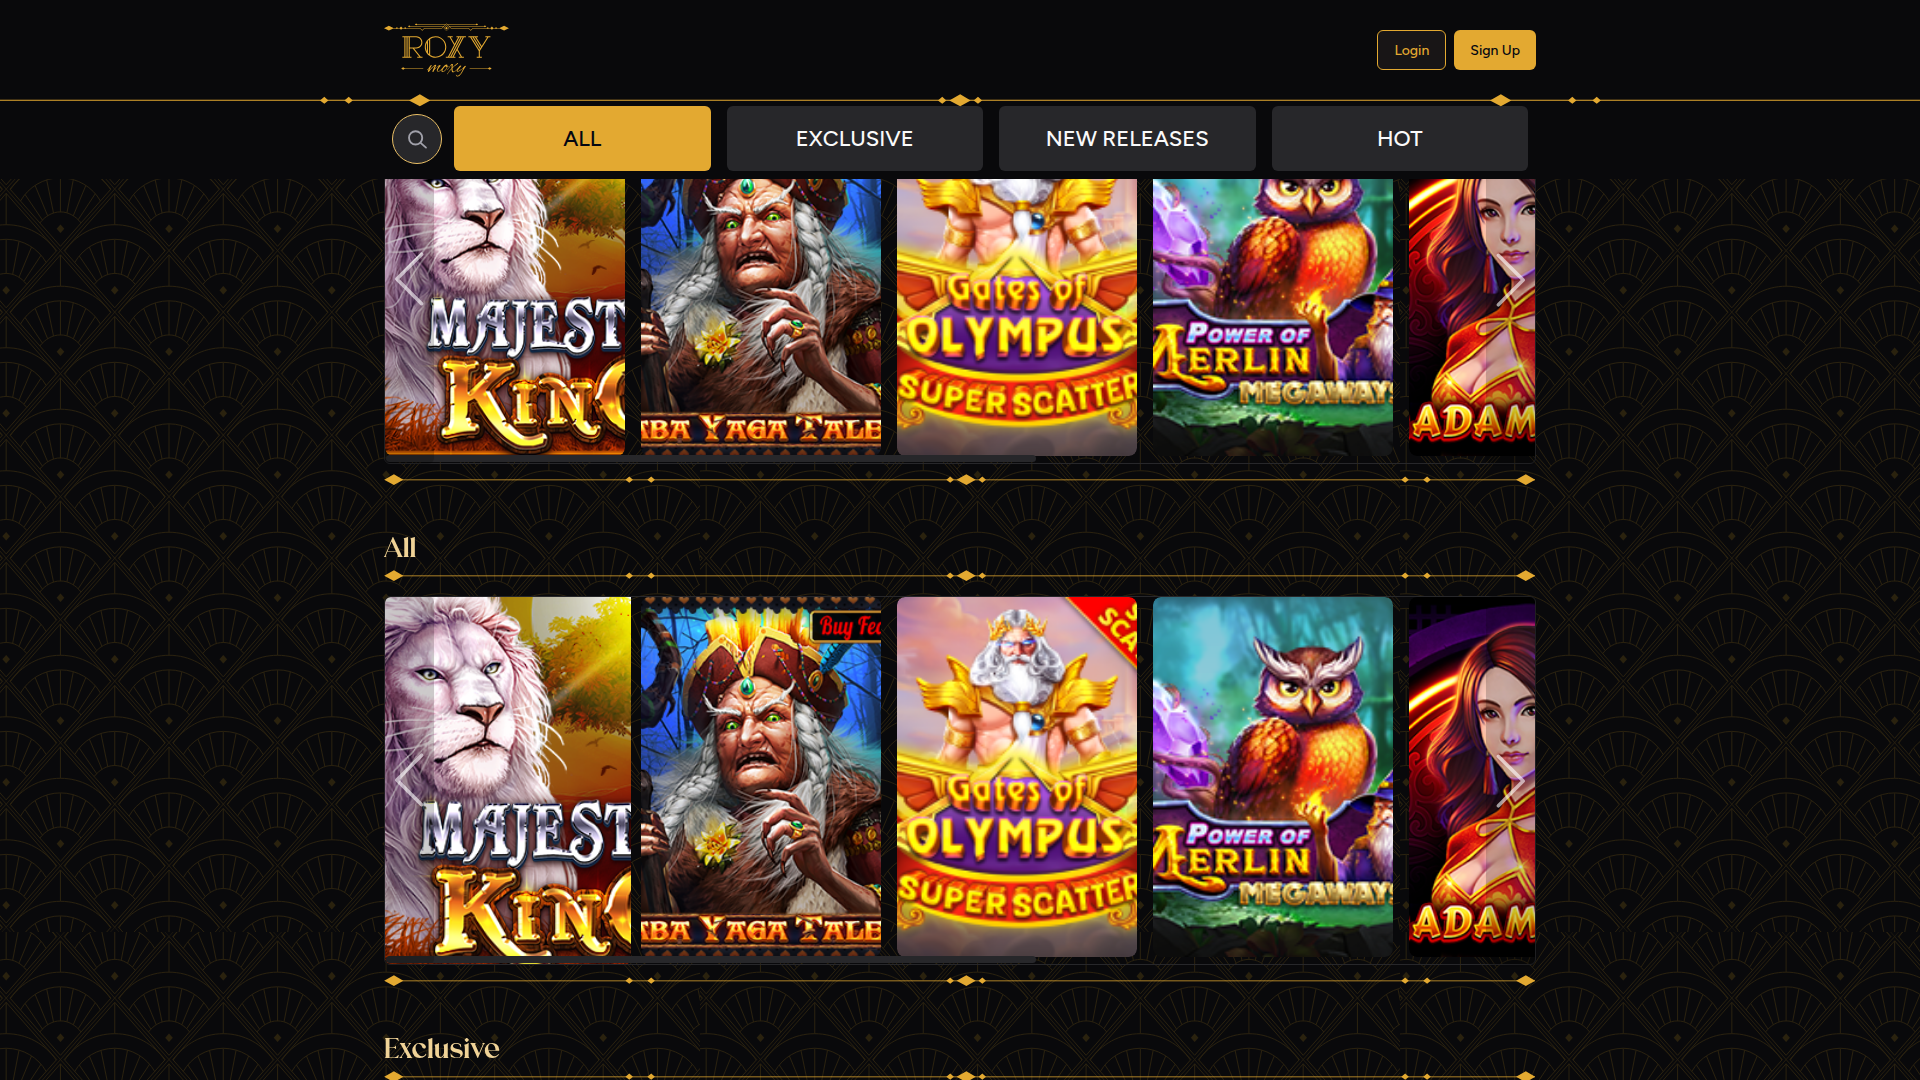 ROXY
moxy
Login
Sign Up
ALL
EXCLUSIVE
NEW RELEASES
HOT
MAJEST
KING
BA YAGA TALE
Gates of
OLYMPUS
SUPER SCATTER
POWER OF
MERLIN
MEGAWAYS
ADAM
All
MAJEST
KING
Buy Fea
BA YAGA TALE
SCA
Gates of
OLYMPUS
SUPER SCATTER
POWER OF
MERLIN
MEGAWAYS
ADAM
Exclusive